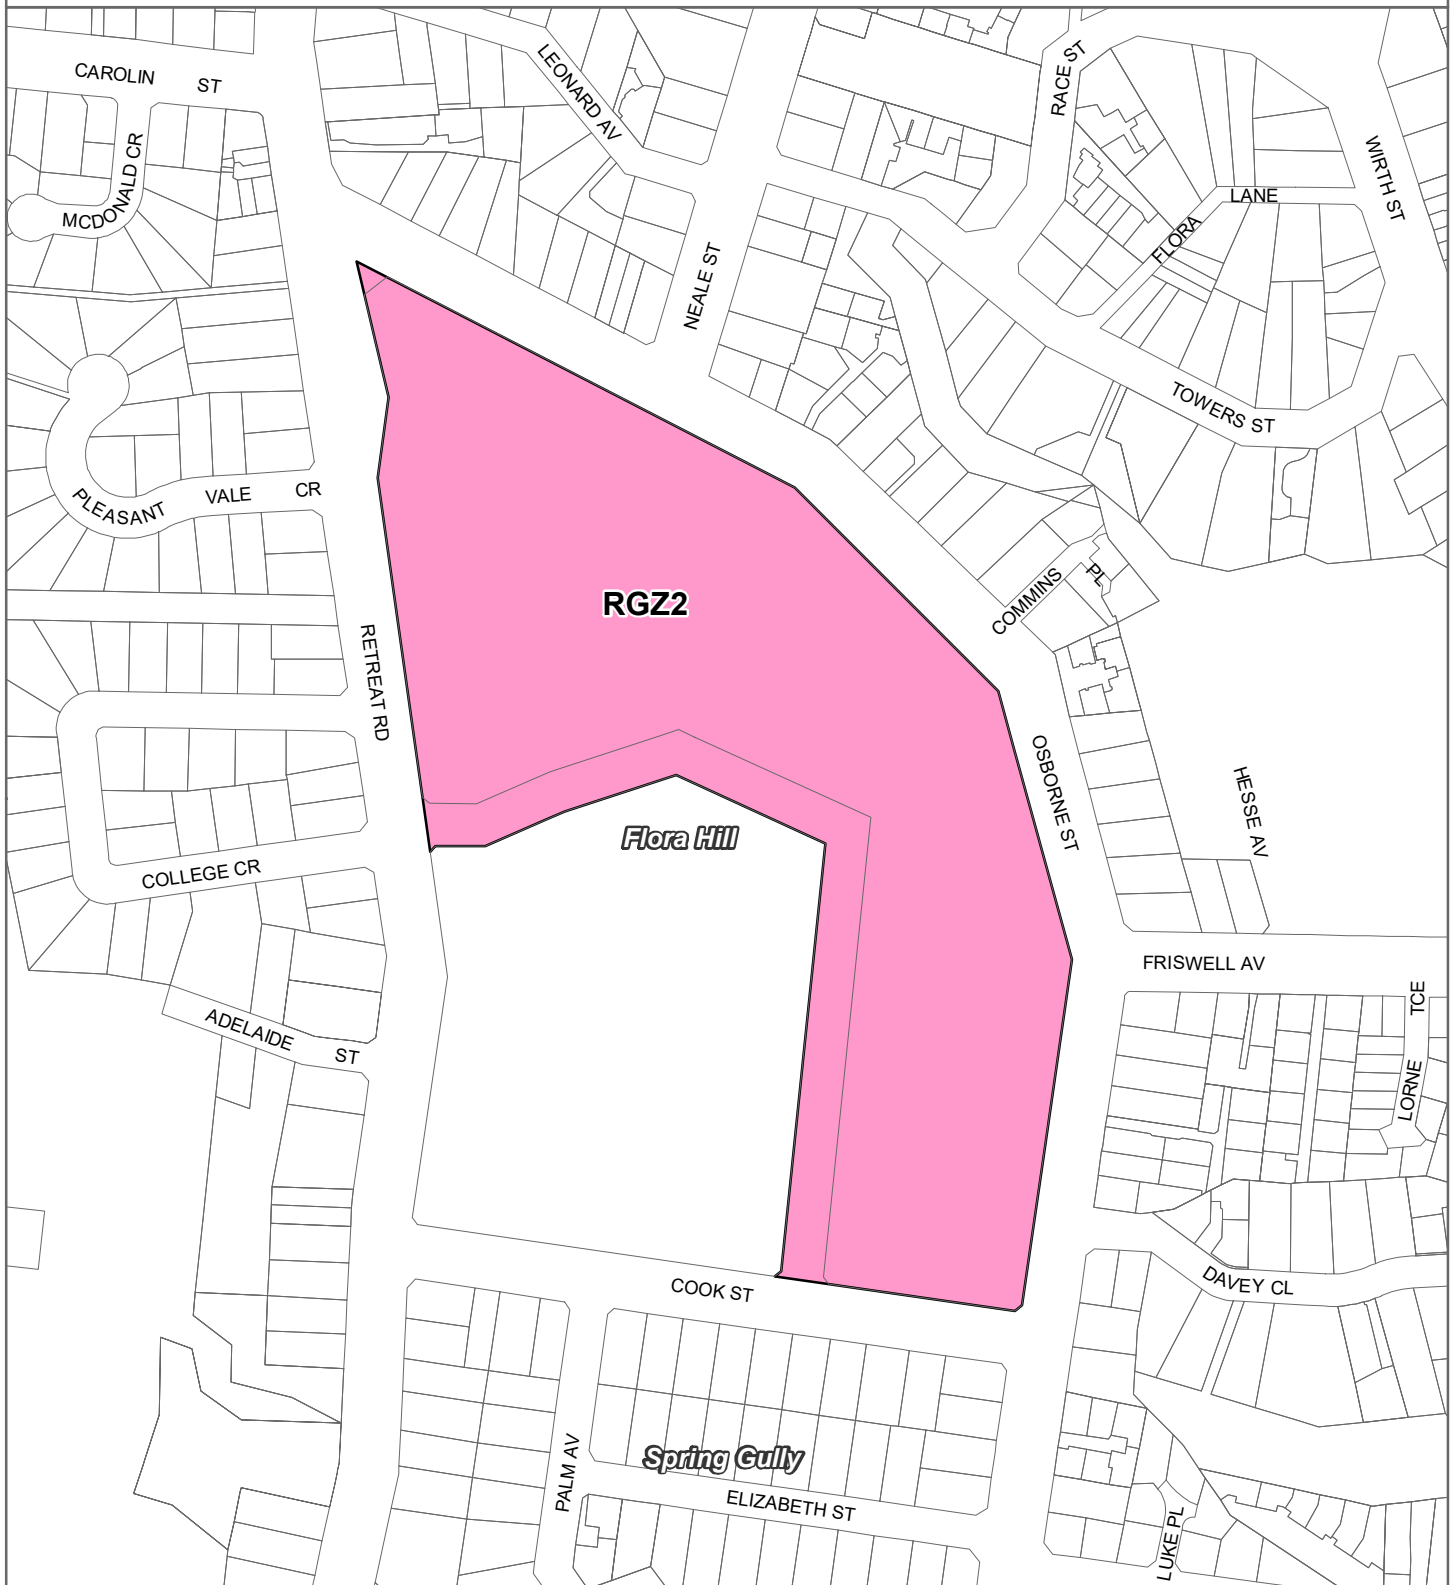 CAROLIN ST
LEONARD AV
RACE ST
MCDONALD CR
WIRTH ST
LANE
FLORA
NEALE ST
TOWERS ST
PLEASANT VALE CR
COMMINS PL
RGZ2
RETREAT RD
OSBORNE ST
HESSE AV
Flora Hill
COLLEGE CR
FRISWELL AV
ADELAIDE ST
LORNE TCE
COOK ST
DAVEY CL
Spring Gully
PALM AV
ELIZABETH ST
LUKE PL